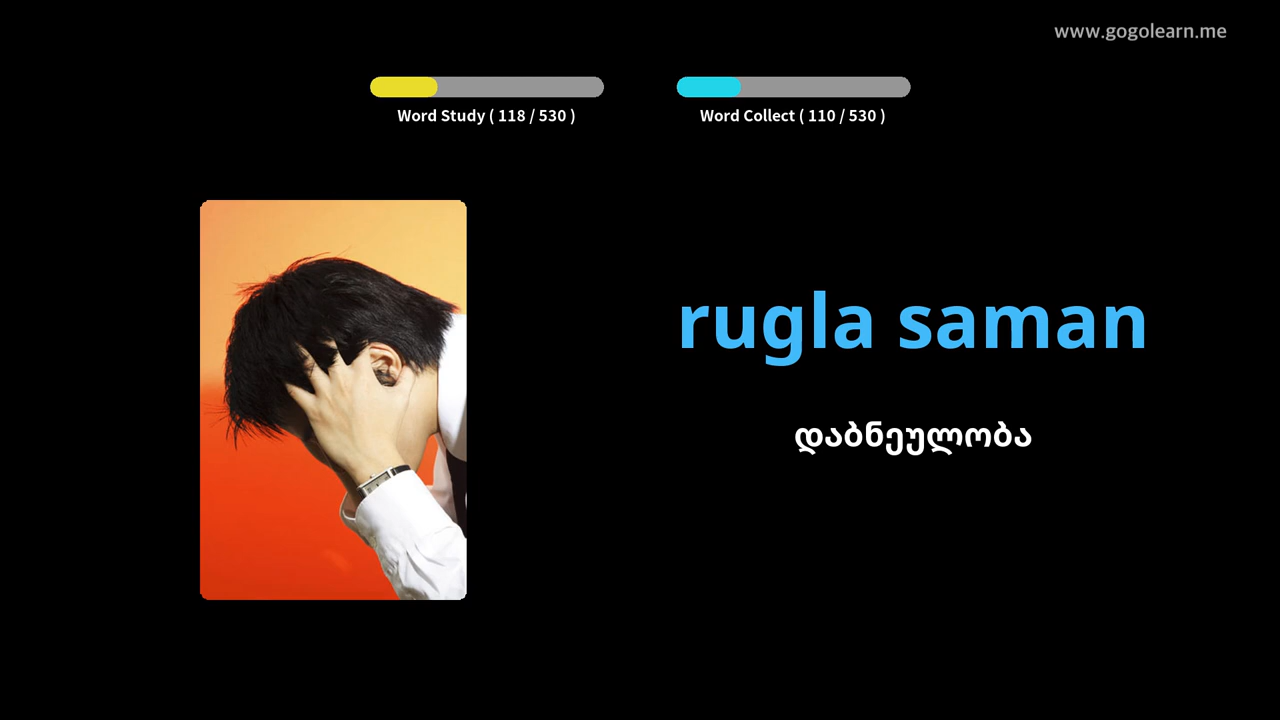 www.gogolearn.me
Word Study ( 118 / 530 )
Word Collect ( 110 / 530 )
rugla saman
დაბნეულობა